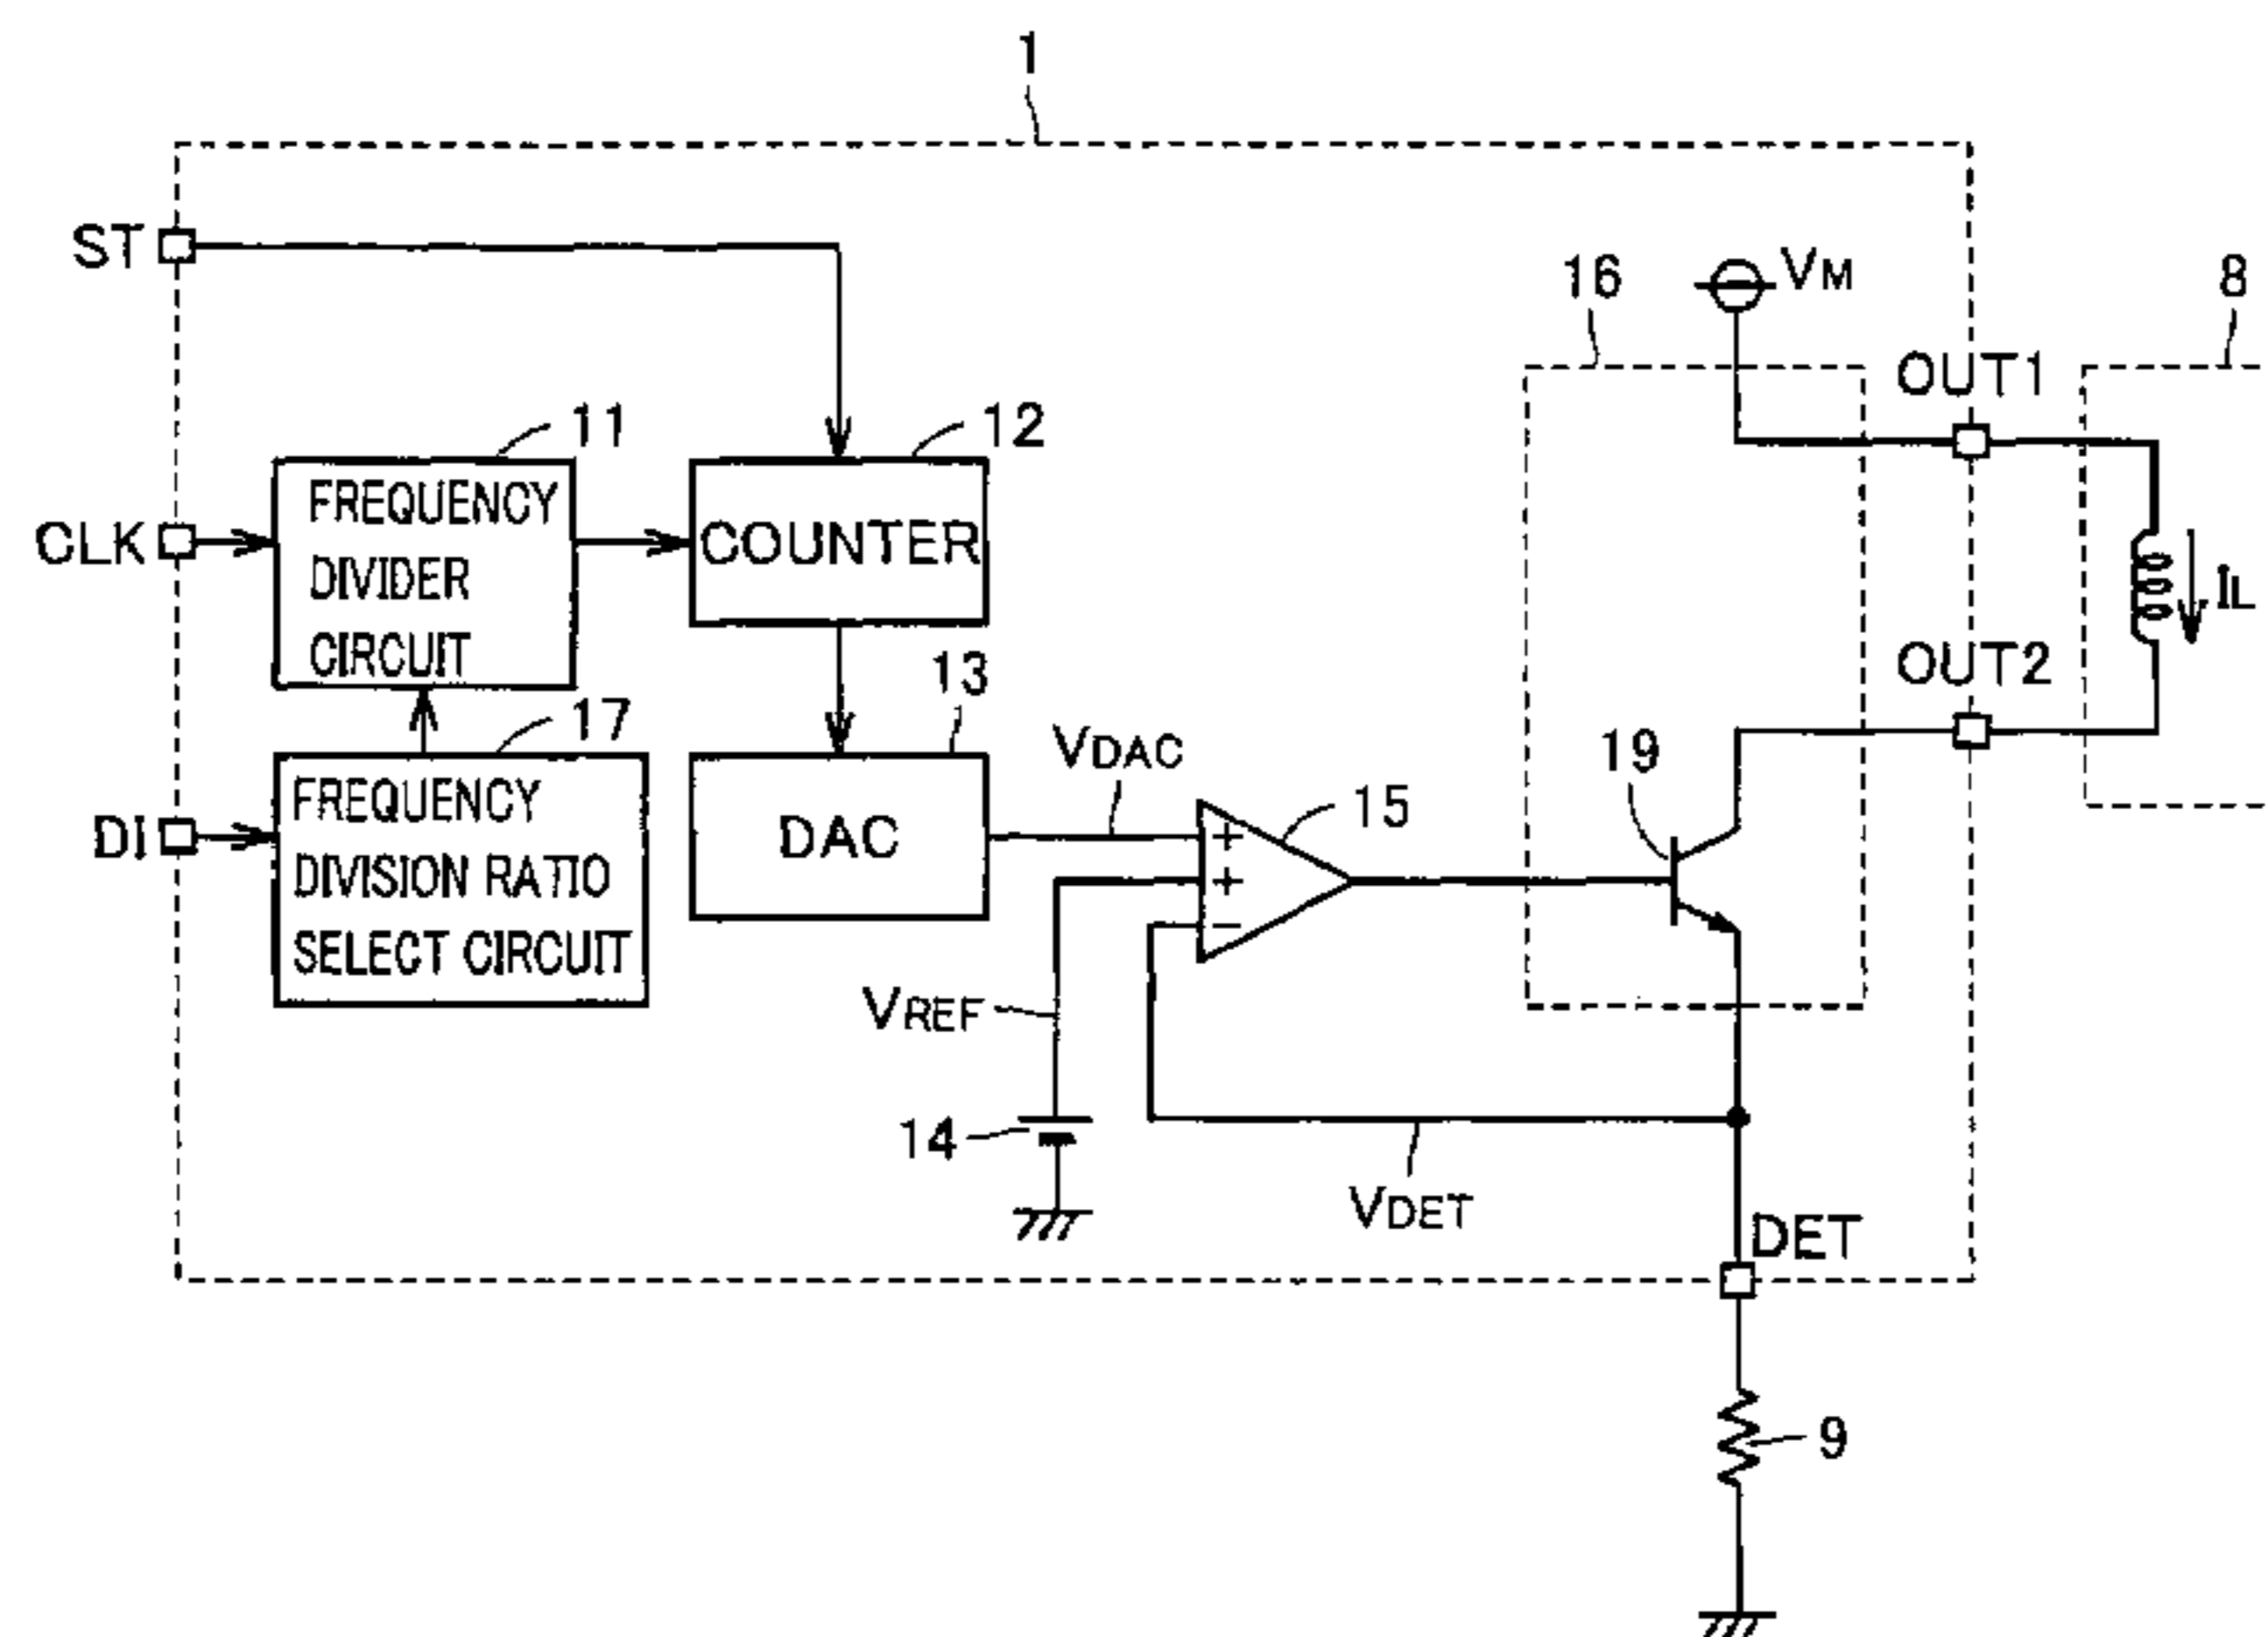 1
ST
16
VM
8
OUT1
11
12
FREQUENCY
DIVIDER
CIRCUIT
CLK
COUNTER
IL
OUT2
13
17
VDAC
19
15
DI
FREQUENCY
DIVISION RATIO
SELECT CIRCUIT
DAC
+
+
−
VREF
14
VDET
DET
9